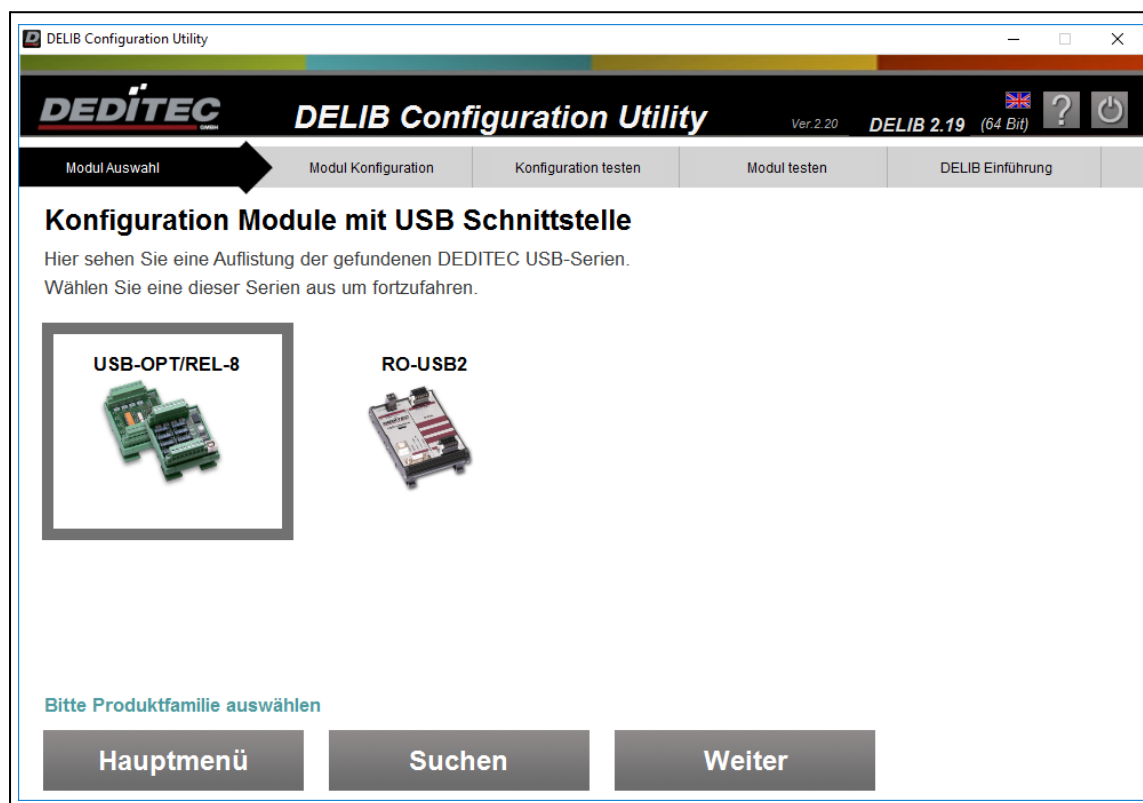 DELIB Configuration Utility
DEDITEC
GMBH
DELIB Configuration Utility
Ver.2.20
DELIB 2.19 (64 Bit)
?
Modul Auswahl
Modul Konfiguration
Konfiguration testen
Modul testen
DELIB Einführung
Konfiguration Module mit USB Schnittstelle
Hier sehen Sie eine Auflistung der gefundenen DEDITEC USB-Serien.
Wählen Sie eine dieser Serien aus um fortzufahren.
USB-OPT/REL-8
RO-USB2
Bitte Produktfamilie auswählen
Hauptmenü
Suchen
Weiter